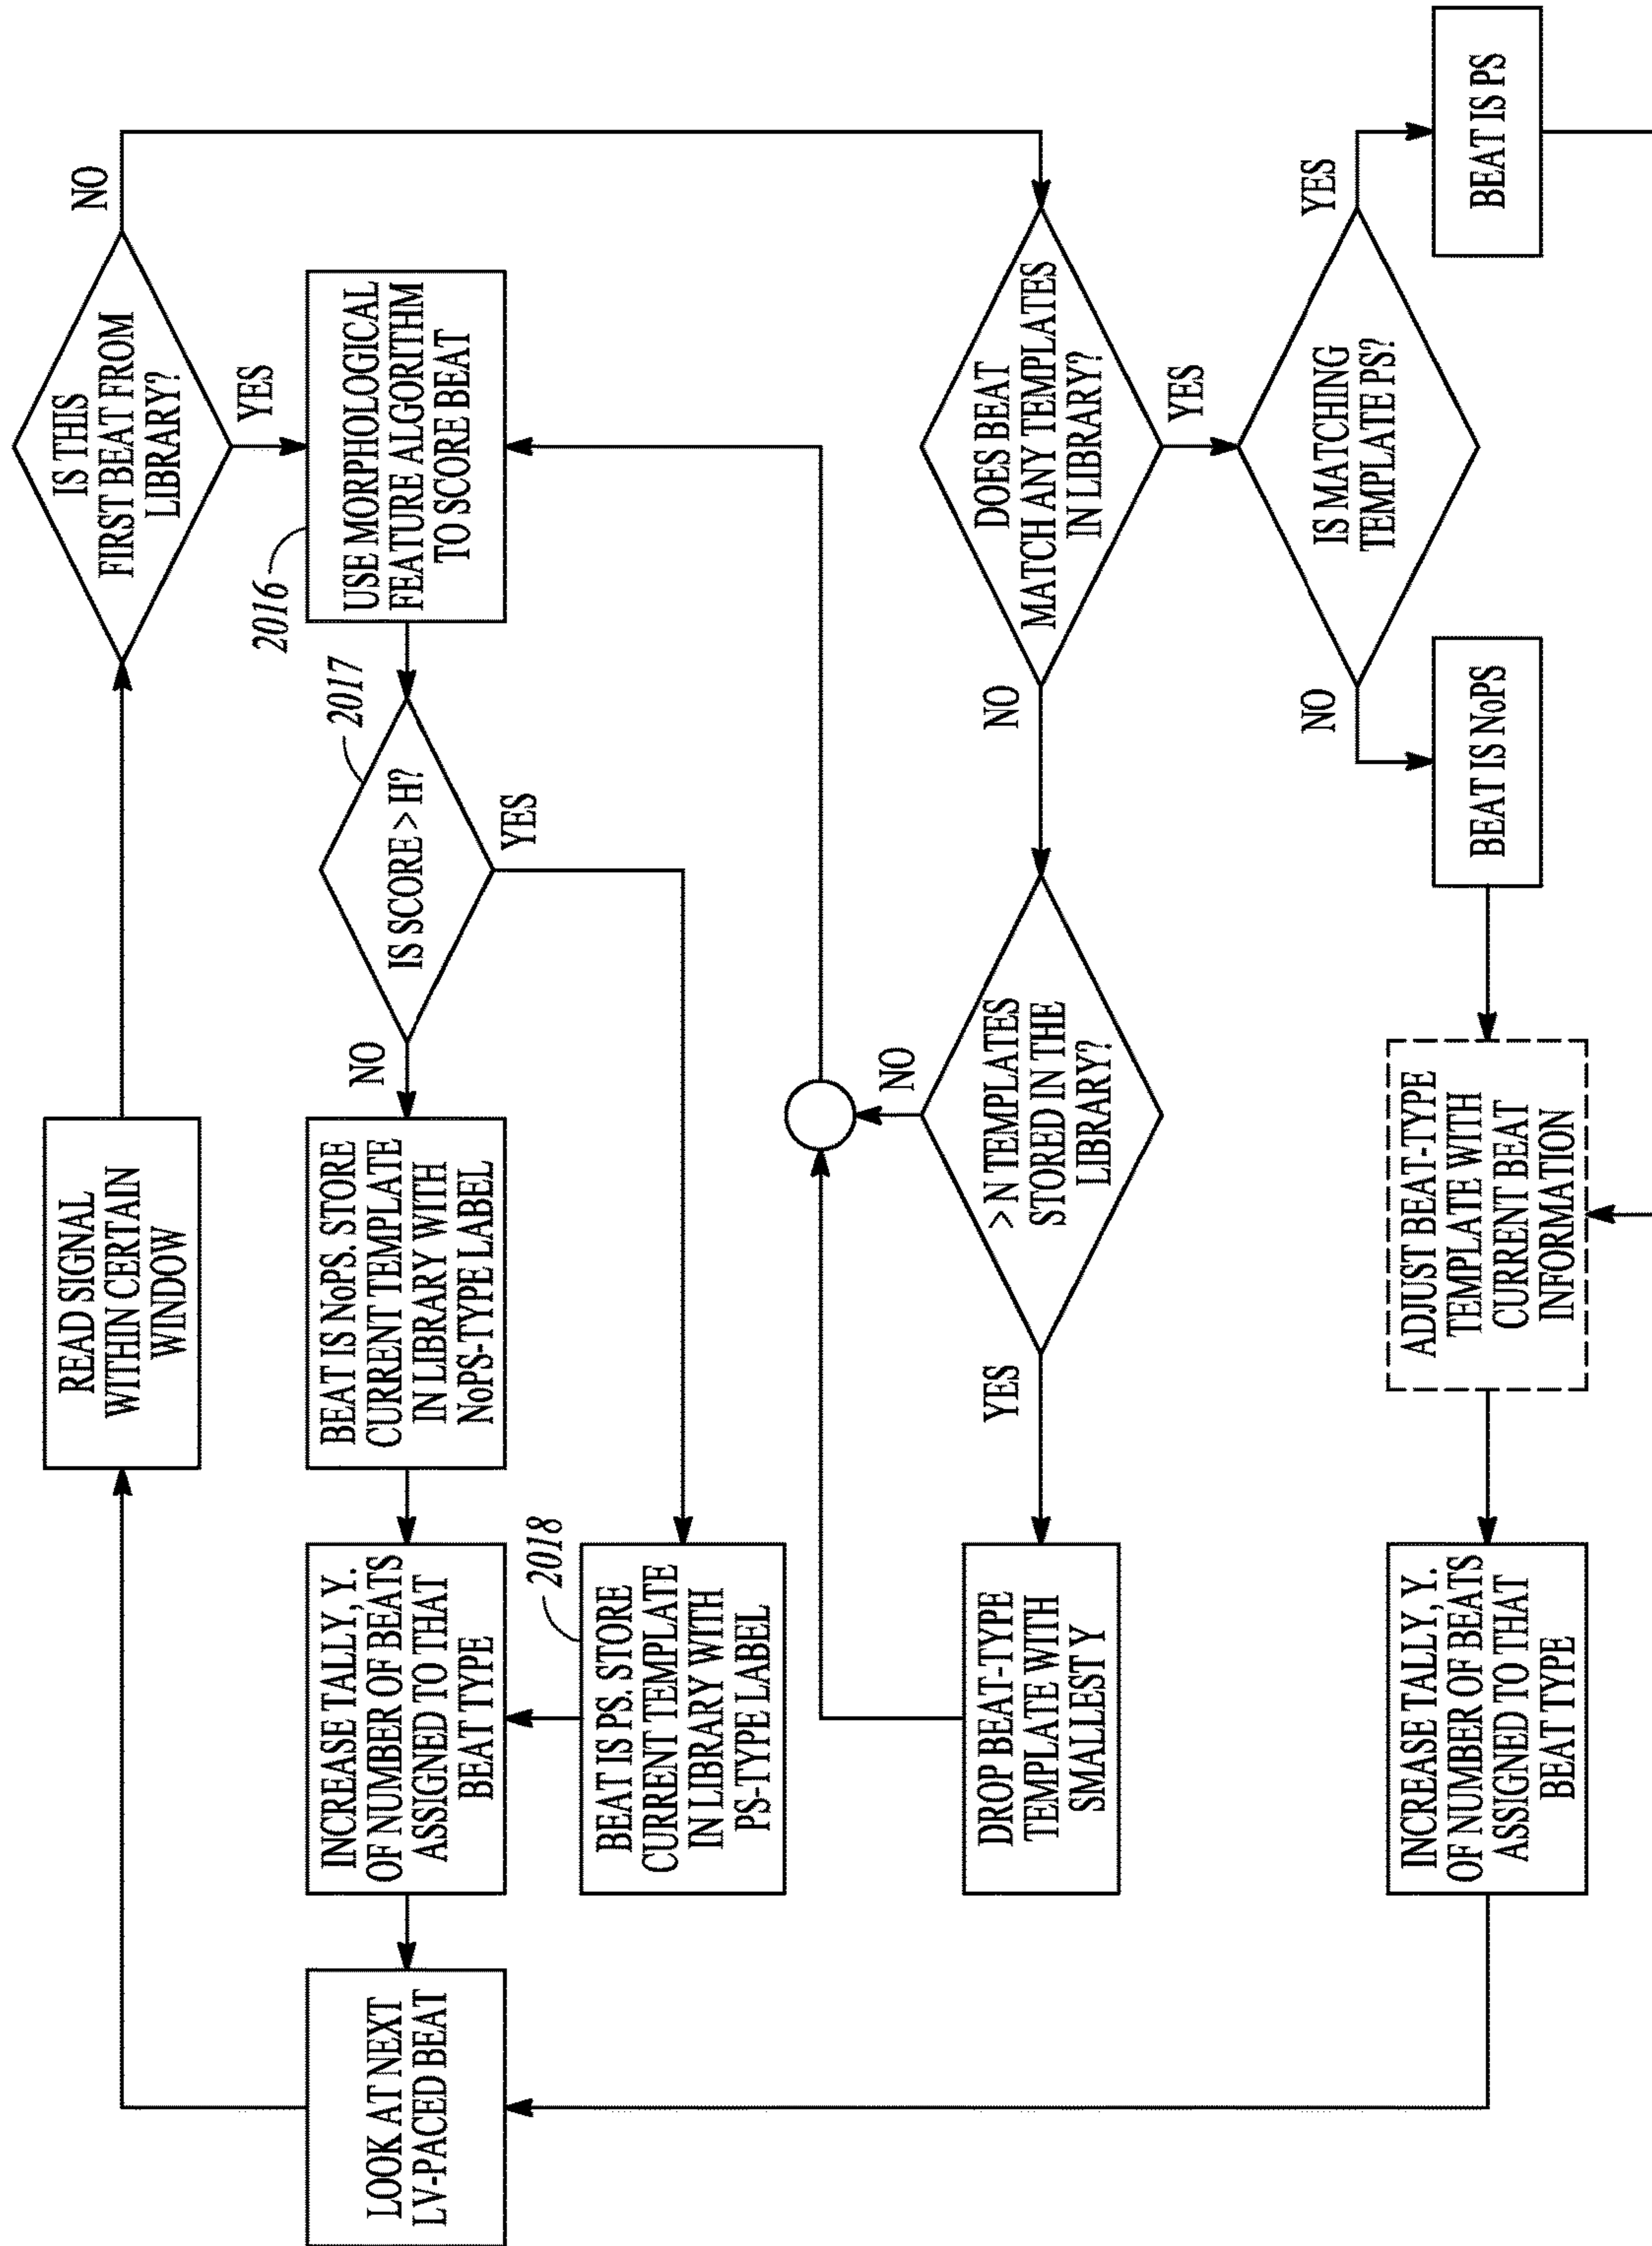 LOOK AT NEXT
LV-PACED BEAT
READ SIGNAL
WITHIN CERTAIN
WINDOW
IS THIS
FIRST BEAT FROM
LIBRARY?
NO
YES
INCREASE TALLY, Y.
OF NUMBER OF BEATS
ASSIGNED TO THAT
BEAT TYPE
BEAT IS NoPS. STORE
CURRENT TEMPLATE
IN LIBRARY WITH
NoPS-TYPE LABEL
NO
IS SCORE > H?
2017
YES
2016
USE MORPHOLOGICAL
FEATURE ALGORITHM
TO SCORE BEAT
2018
BEAT IS PS. STORE
CURRENT TEMPLATE
IN LIBRARY WITH
PS-TYPE LABEL
DROP BEAT-TYPE
TEMPLATE WITH
SMALLEST Y
YES
> N TEMPLATES
STORED IN THE
LIBRARY?
NO
NO
DOES BEAT
MATCH ANY TEMPLATES
IN LIBRARY?
YES
NO
IS MATCHING
TEMPLATE PS?
YES
INCREASE TALLY, Y.
OF NUMBER OF BEATS
ASSIGNED TO THAT
BEAT TYPE
ADJUST BEAT-TYPE
TEMPLATE WITH
CURRENT BEAT
INFORMATION
BEAT IS NoPS
BEAT IS PS